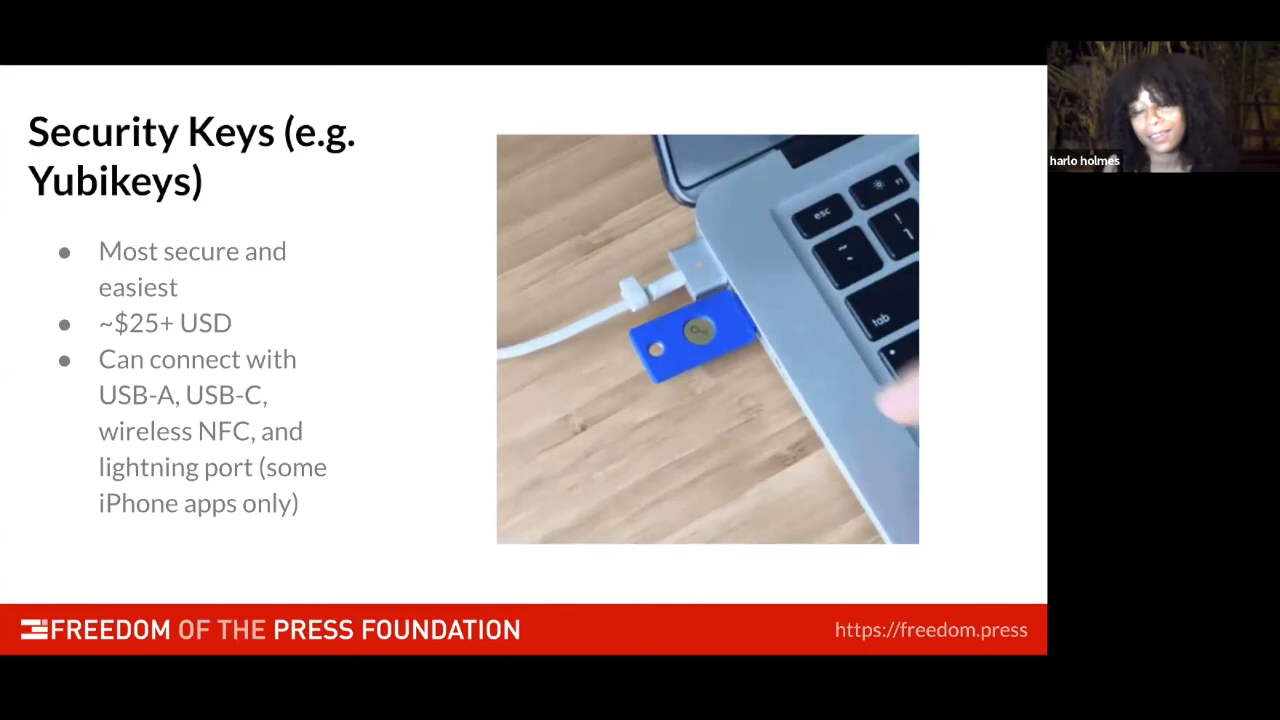 Security Keys (e.g.
Yubikeys)
● Most secure and
easiest
● ~$25+ USD
● Can connect with
USB-A, USB-C,
wireless NFC, and
lightning port (some
iPhone apps only)
esc
tab
harlo holmes
FREEDOM OF THE PRESS FOUNDATION
https://freedom.press